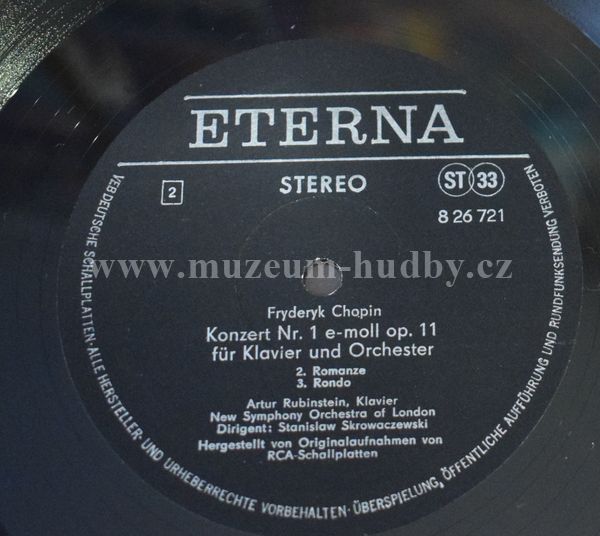 ETERNA
2
STEREO
ST 33
8 26 721
www.muzeum-hudby.cz
Fryderyk Chopin
Konzert Nr. 1 e-moll op. 11
für Klavier und Orchester
2. Romanze
3. Rondo
Artur Rubinstein, Klavier
New Symphony Orchestra of London
Dirigent: Stanislaw Skrowaczewski
Hergestellt von Originalaufnahmen von
RCA-Schallplatten
VEB DEUTSCHE SCHALLPLATTEN · ALLE HERSTELLER- UND URHEBERRECHTE VORBEHALTEN · ÜBERSPIELUNG, ÖFFENTLICHE AUFFÜHRUNG UND RUNDFUNKSENDUNG VERBOTEN